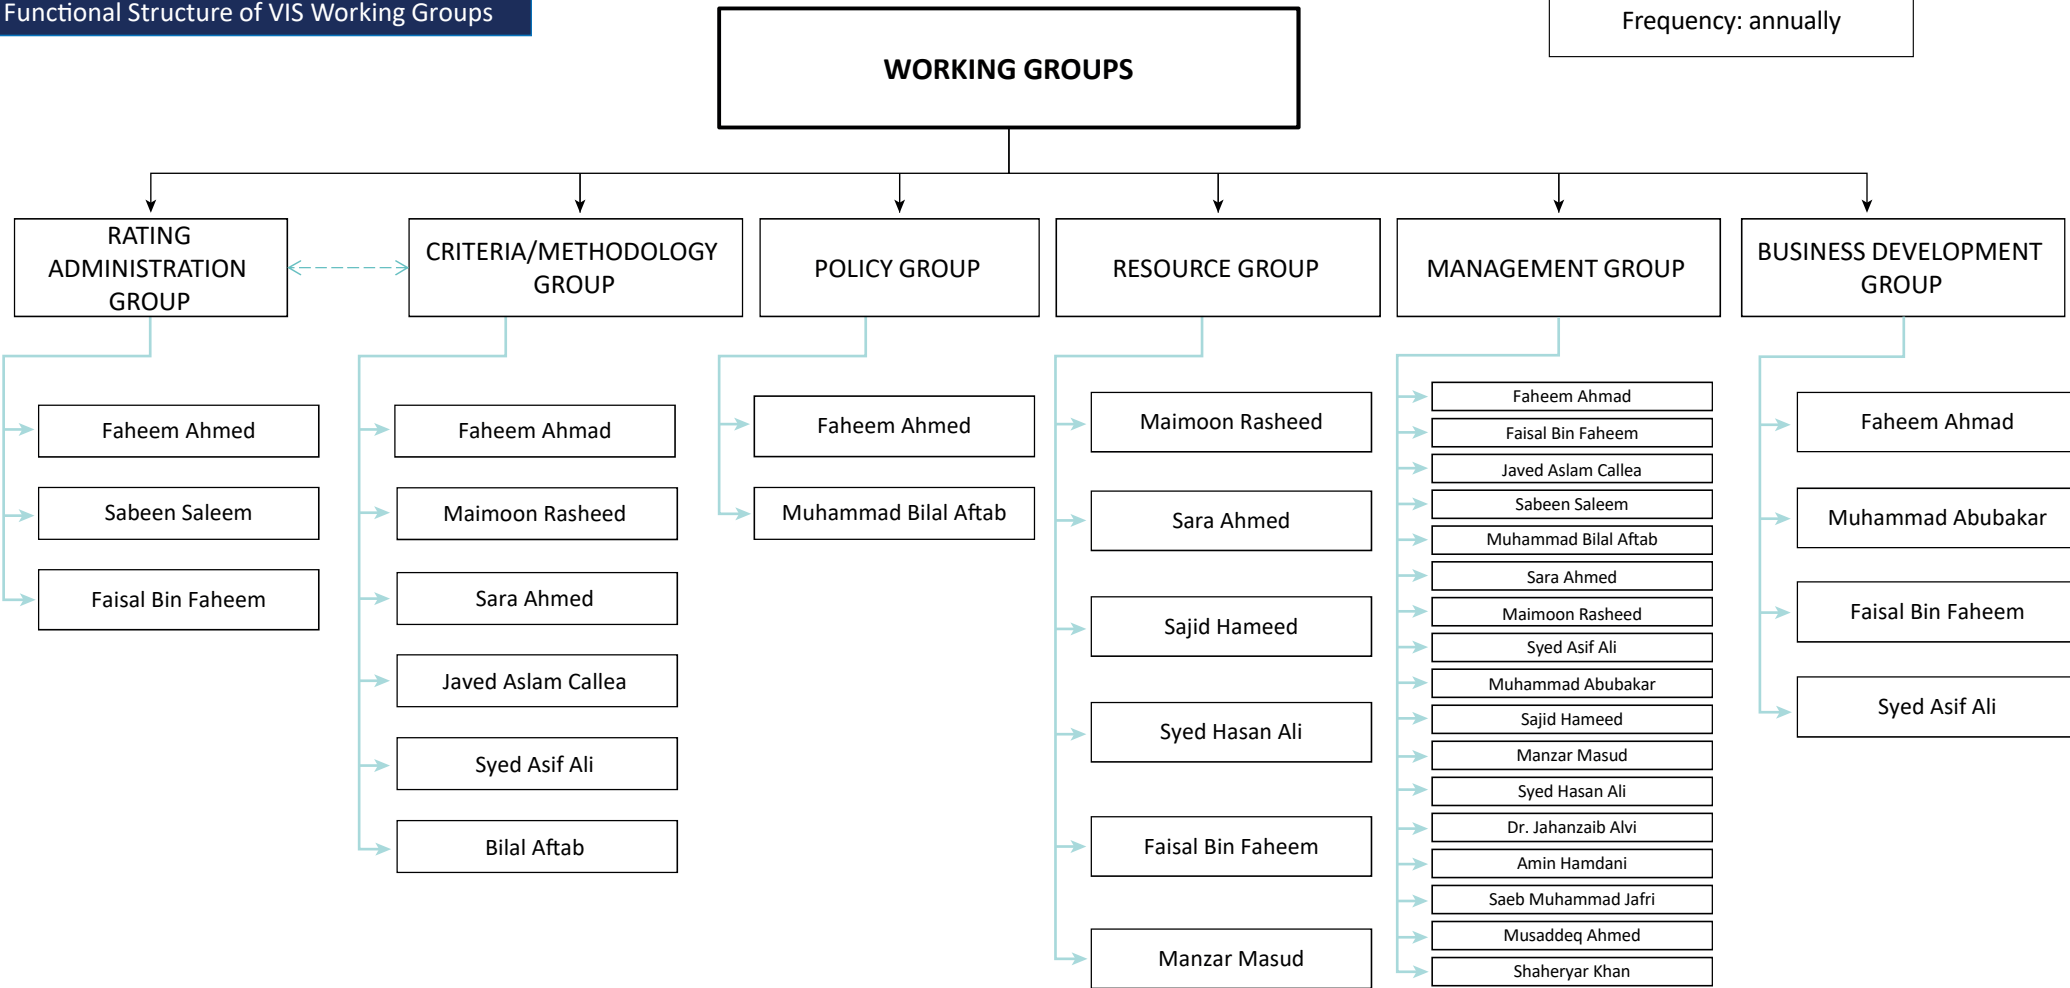 Functional Structure of VIS Working Groups
Frequency: annually
WORKING GROUPS
RATING
ADMINISTRATION
GROUP
CRITERIA/METHODOLOGY
GROUP
POLICY GROUP
RESOURCE GROUP
MANAGEMENT GROUP
BUSINESS DEVELOPMENT
GROUP
Faheem Ahmed
Sabeen Saleem
Faisal Bin Faheem
Faheem Ahmad
Maimoon Rasheed
Sara Ahmed
Javed Aslam Callea
Syed Asif Ali
Bilal Aftab
Faheem Ahmed
Muhammad Bilal Aftab
Maimoon Rasheed
Sara Ahmed
Sajid Hameed
Syed Hasan Ali
Faisal Bin Faheem
Manzar Masud
Faheem Ahmad
Faisal Bin Faheem
Javed Aslam Callea
Sabeen Saleem
Muhammad Bilal Aftab
Sara Ahmed
Maimoon Rasheed
Syed Asif Ali
Muhammad Abubakar
Sajid Hameed
Manzar Masud
Syed Hasan Ali
Dr. Jahanzaib Alvi
Amin Hamdani
Saeb Muhammad Jafri
Musaddeq Ahmed
Shaheryar Khan
Faheem Ahmad
Muhammad Abubakar
Faisal Bin Faheem
Syed Asif Ali